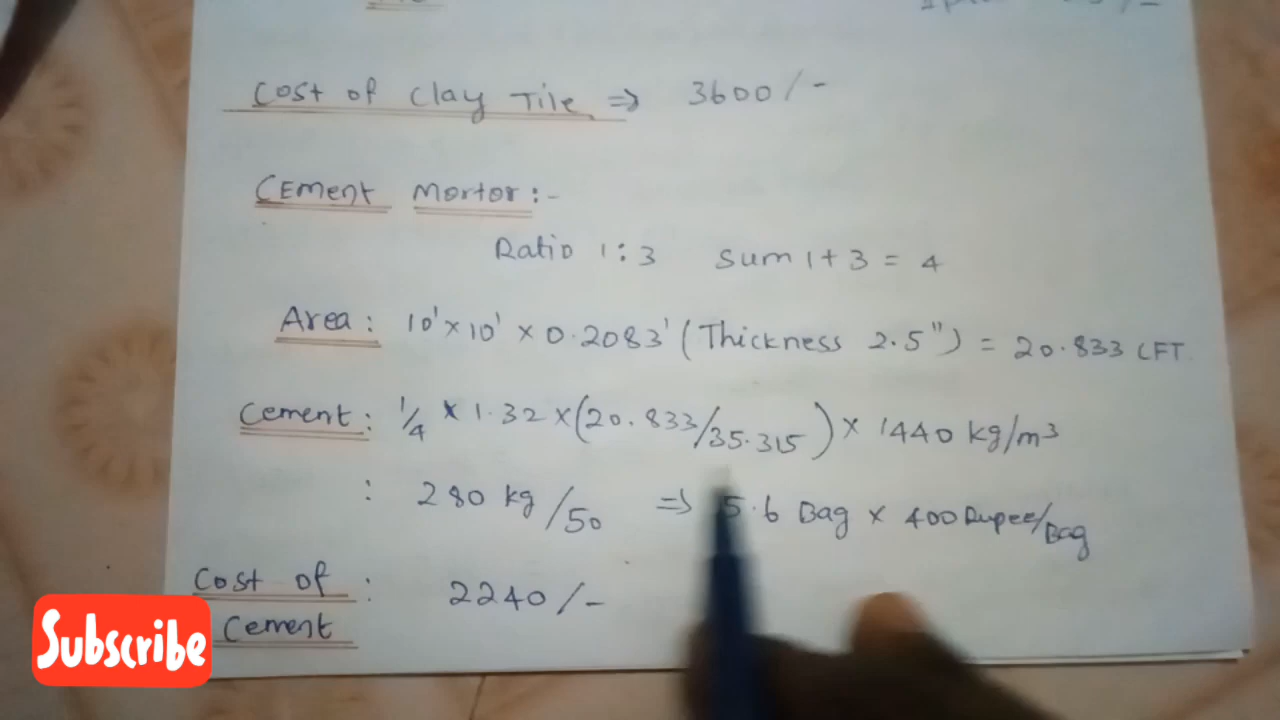 Cost of Clay Tile ⇒ 3600/-
CEment Mortor:-
Ratio 1:3 Sum 1+3 = 4
Area: 10'×10'×0.2083' (Thickness 2.5") = 20.833 CFT.
Cement: 1/4 × 1.32 × (20.833/35.315) × 1440 kg/m³
: 280 kg/50 ⇒ 5.6 Bag × 400 Rupee/Bag
Cost of Cement : 2240/-
Subscribe